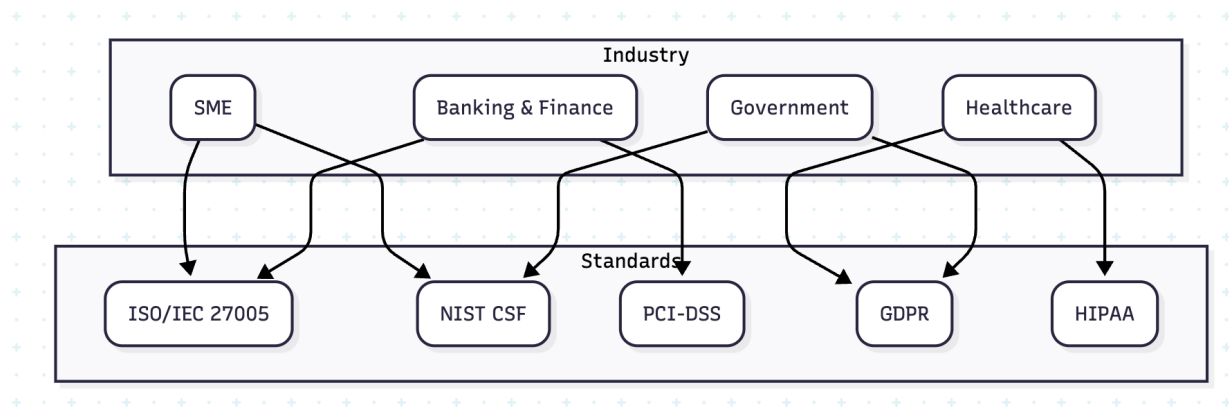 Industry
SME
Banking & Finance
Government
Healthcare
Standards
ISO/IEC 27005
NIST CSF
PCI-DSS
GDPR
HIPAA